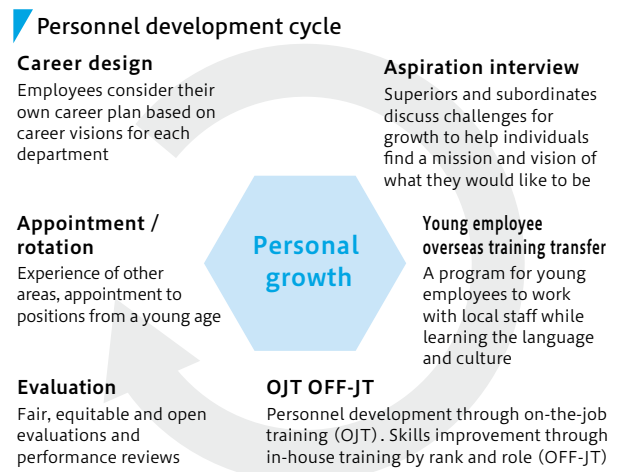 Personnel development cycle
Career design
Employees consider their
own career plan based on
career visions for each
department
Aspiration interview
Superiors and subordinates
discuss challenges for
growth to help individuals
find a mission and vision of
what they would like to be
Appointment /
rotation
Experience of other
areas, appointment to
positions from a young age
Personal
growth
Young employee
overseas training transfer
A program for young
employees to work
with local staff while
learning the language
and culture
Evaluation
Fair, equitable and open
evaluations and
performance reviews
OJT OFF-JT
Personnel development through on-the-job
training (OJT). Skills improvement through
in-house training by rank and role (OFF-JT)